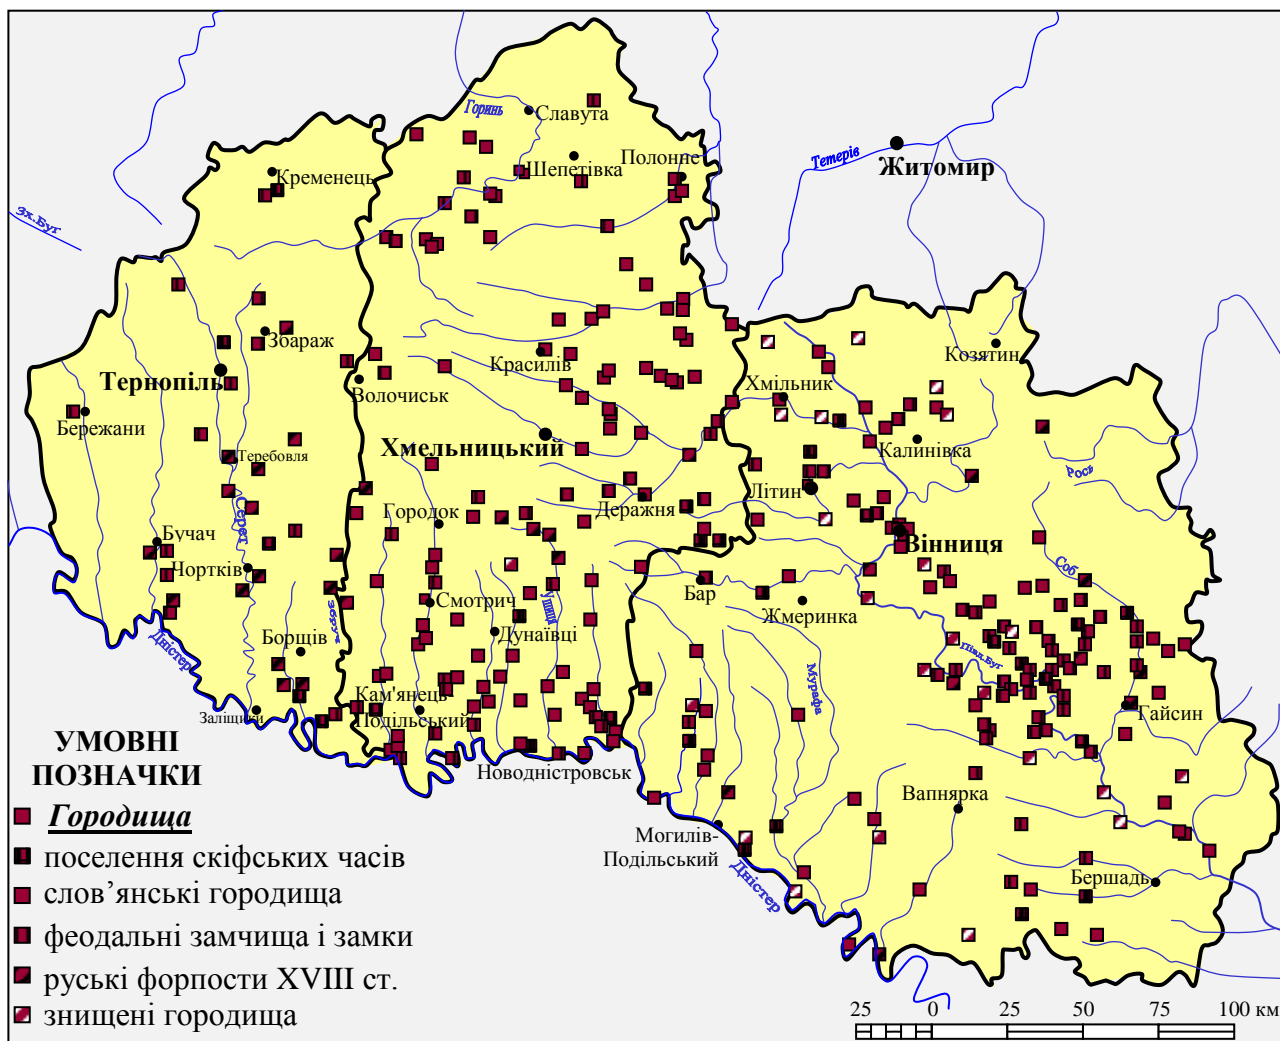 Горинь
Славута
Шепетівка
Полонне
Тетерів
Житомир
Кременець
Зх.Буг
Збараж
Тернопіль
Красилів
Козятин
Волочиськ
Хмільник
Бережани
Хмельницький
Калинівка
Теребовля
Рось
Літин
Деражня
Серет
Городок
Бучач
Вінниця
Чортків
Соб
Бар
Смотрич
Ушиця
Жмеринка
Збруч
Дністер
Борщів
Дунаївці
Півд.Буг
Мурафа
Кам'янець-
Подільський
Заліщики
Гайсин
Новодністровськ
Вапнярка
Могилів-
Подільський
Дністер
Бершадь
УМОВНІ
ПОЗНАЧКИ
Городища
поселення скіфських часів
слов’янські городища
феодальні замчища і замки
руські форпости XVIII ст.
знищені городища
25 0 25 50 75 100 км